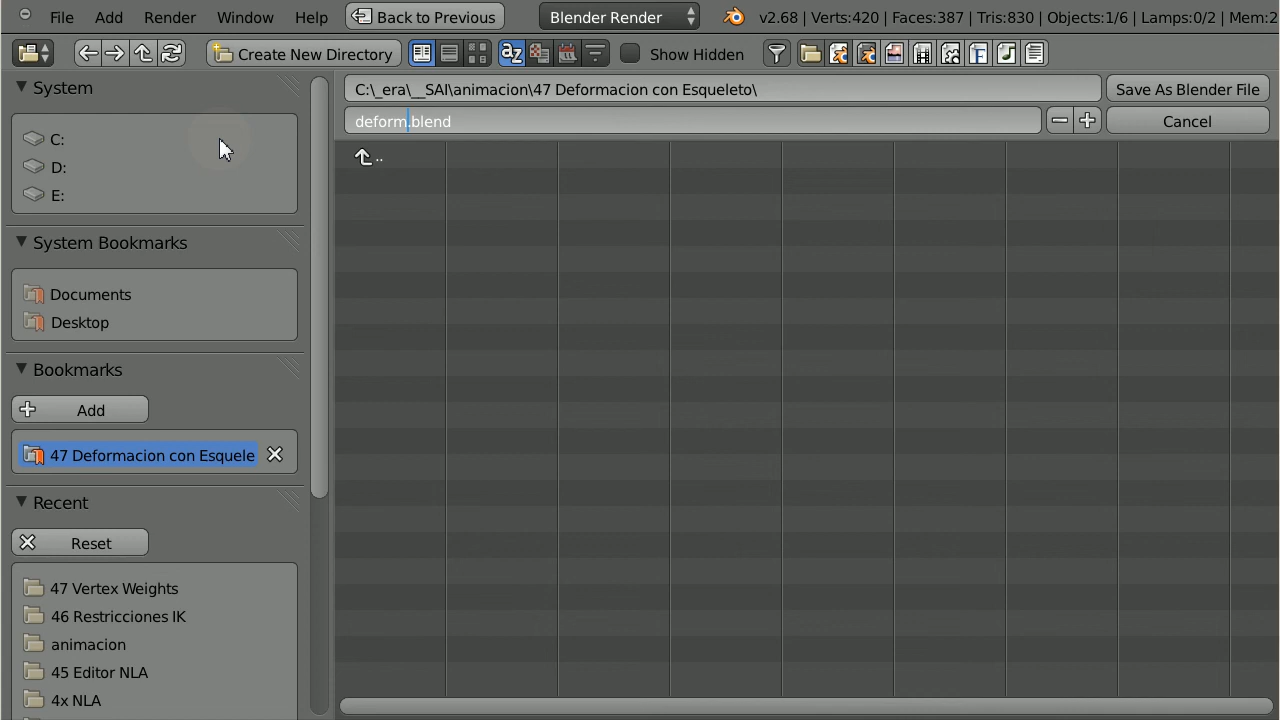 File Add Render Window Help Back to Previous Blender Render v2.68 | Verts:420 | Faces:387 | Tris:830 | Objects:1/6 | Lamps:0/2 | Mem:2
Create New Directory Show Hidden
System
C:\_era\__SAI\animacion\47 Deformacion con Esqueleto\ Save As Blender File
deform.blend Cancel
C:
..
D:
E:
System Bookmarks
Documents
Desktop
Bookmarks
Add
47 Deformacion con Esquele
Recent
Reset
47 Vertex Weights
46 Restricciones IK
animacion
45 Editor NLA
4x NLA